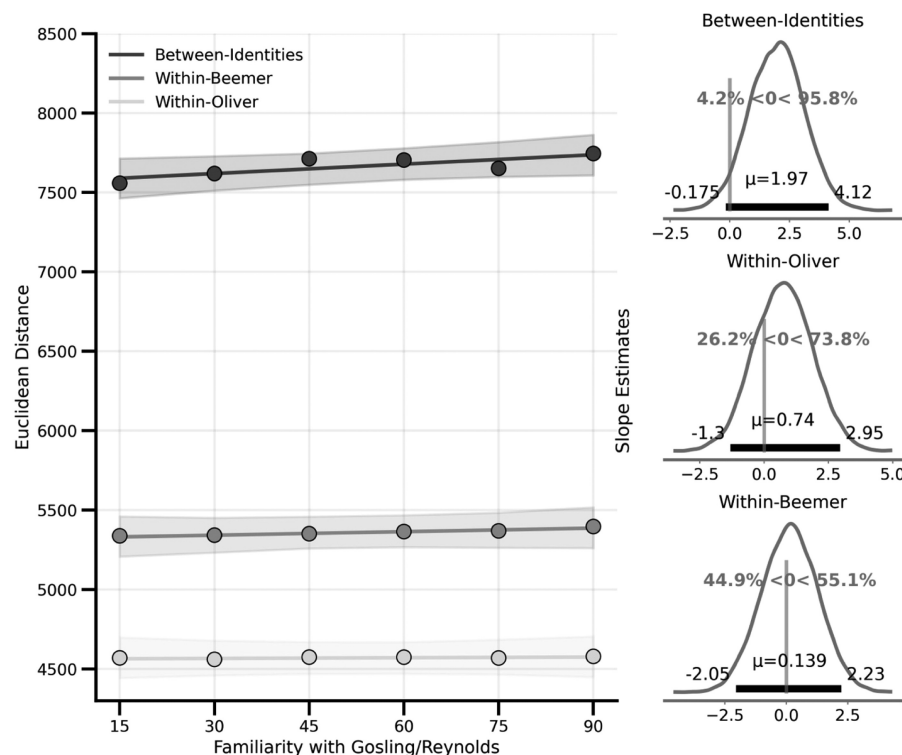 8500
8000
7500
7000
6500
6000
5500
5000
4500
Euclidean Distance
Between-Identities
Within-Beemer
Within-Oliver
15 30 45 60 75 90
Familiarity with Gosling/Reynolds
Slope Estimates
Between-Identities
4.2% <0< 95.8%
μ=1.97
-0.175 4.12
−2.5 0.0 2.5 5.0
Within-Oliver
26.2% <0< 73.8%
μ=0.74
-1.3 2.95
−2.5 0.0 2.5 5.0
Within-Beemer
44.9% <0< 55.1%
μ=0.139
-2.05 2.23
−2.5 0.0 2.5